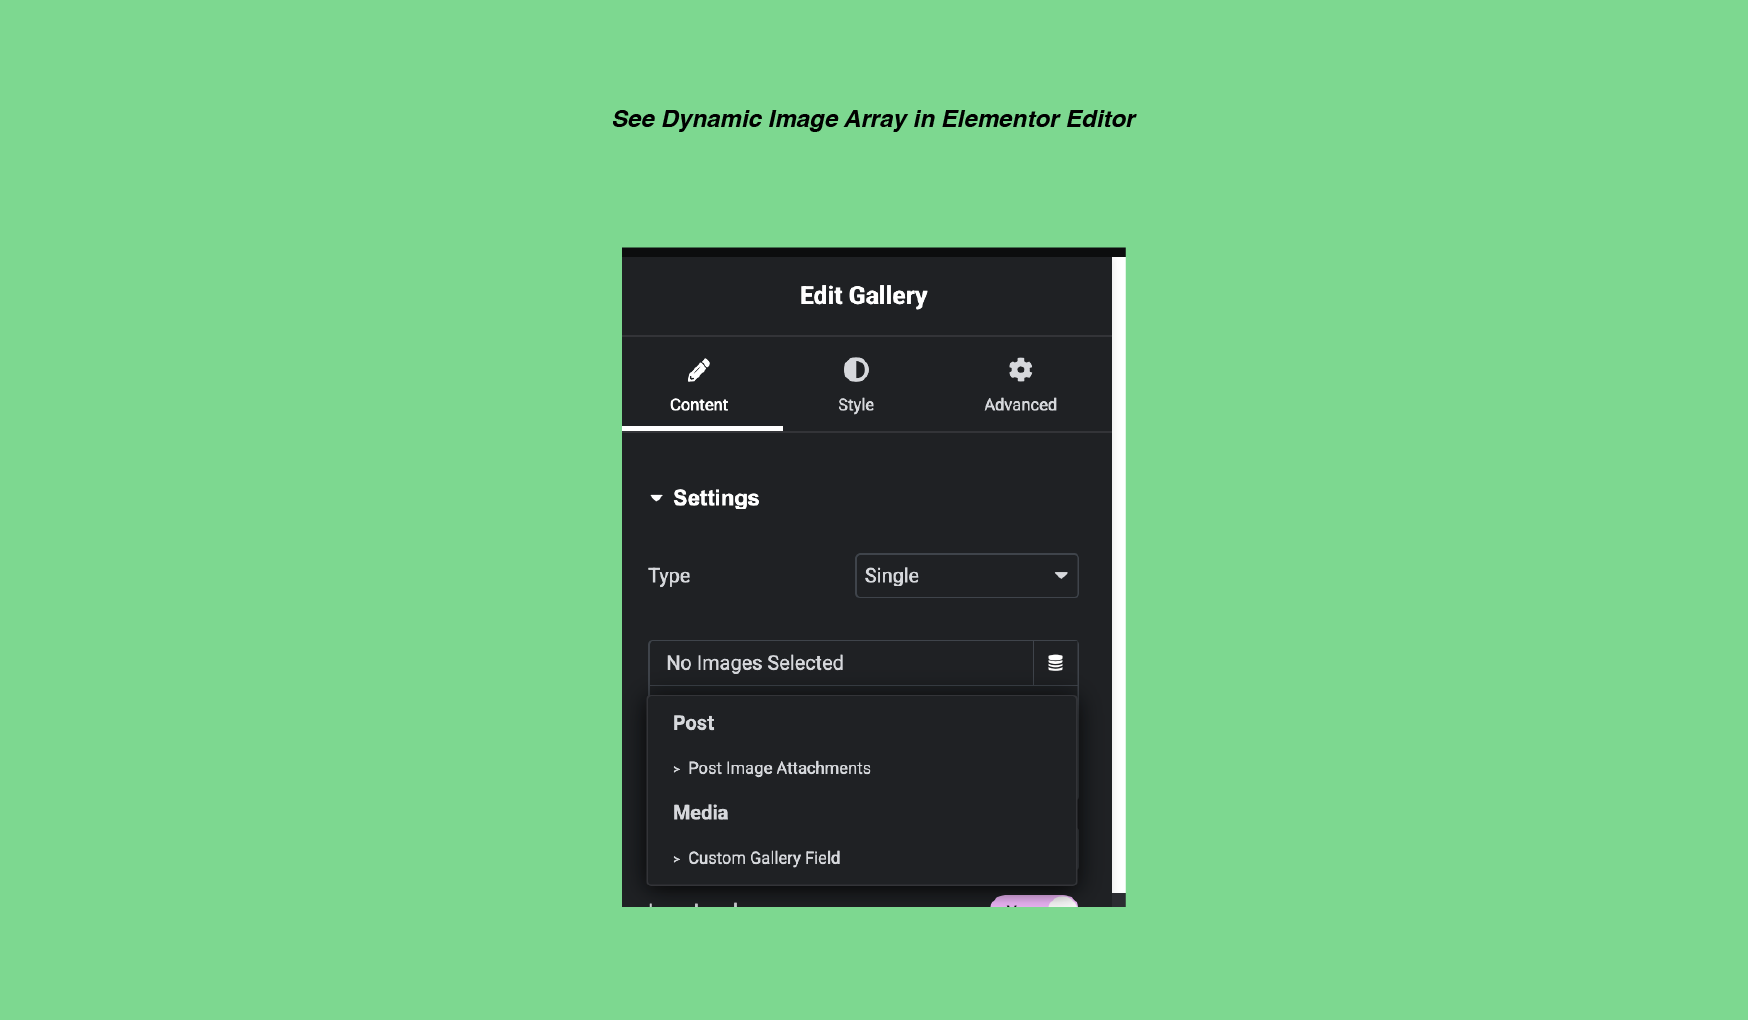 See Dynamic Image Array in Elementor Editor
Edit Gallery
Content Style Advanced
Settings
Type Single
No Images Selected
Post
> Post Image Attachments
Media
> Custom Gallery Field